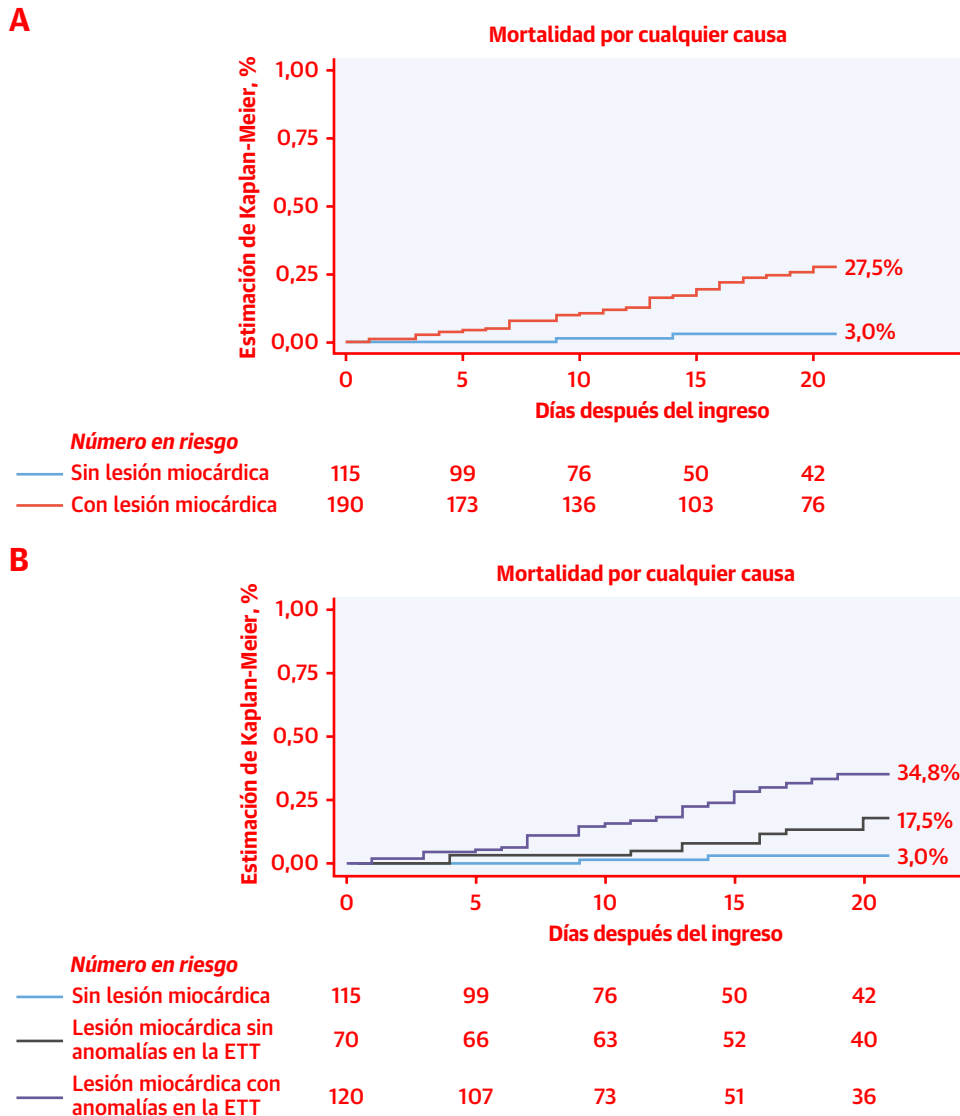 A
Mortalidad por cualquier causa
Estimación de Kaplan-Meier, %
1,00
0,75
0,50
0,25
0,00
27,5%
3,0%
0 5 10 15 20
Días después del ingreso
Número en riesgo
Sin lesión miocárdica 115 99 76 50 42
Con lesión miocárdica 190 173 136 103 76
B
Mortalidad por cualquier causa
Estimación de Kaplan-Meier, %
1,00
0,75
0,50
0,25
0,00
34,8%
17,5%
3,0%
0 5 10 15 20
Días después del ingreso
Número en riesgo
Sin lesión miocárdica 115 99 76 50 42
Lesión miocárdica sin
anomalías en la ETT 70 66 63 52 40
Lesión miocárdica con
anomalías en la ETT 120 107 73 51 36